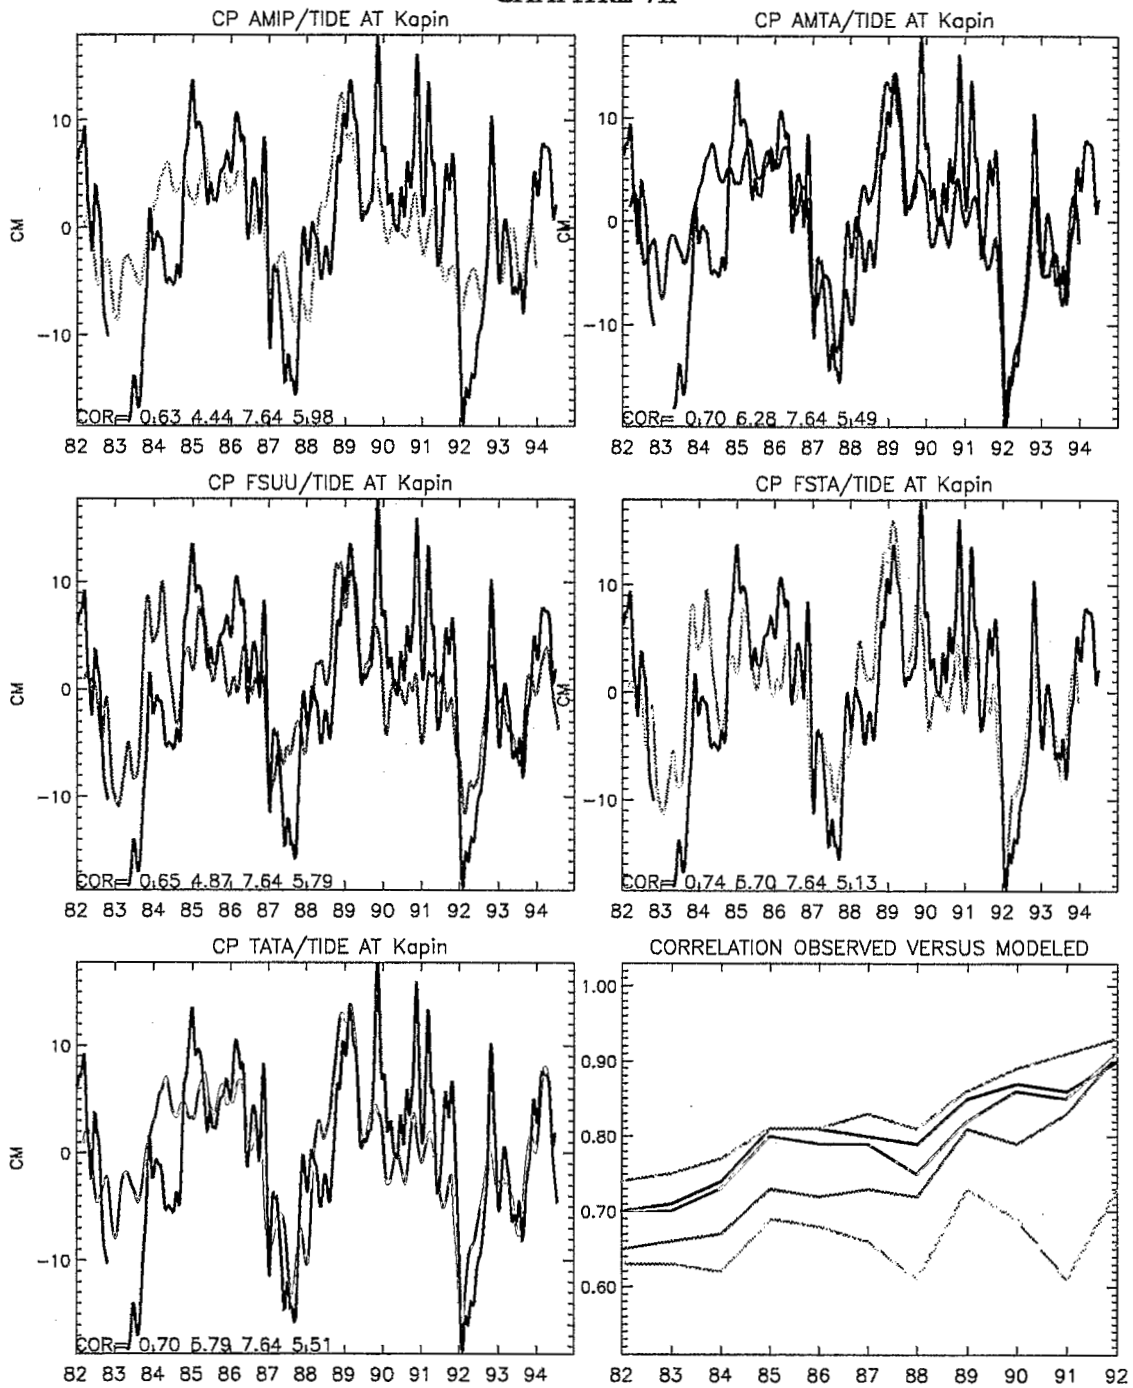 CP AMIP/TIDE AT Kapin
CP AMTA/TIDE AT Kapin
10
0
-10
CM
COR= 0.63 4.44 7.64 5.98
82 83 84 85 86 87 88 89 90 91 92 93 94
10
0
-10
CM
COR= 0.70 6.28 7.64 5.49
82 83 84 85 86 87 88 89 90 91 92 93 94
CP FSUU/TIDE AT Kapin
CP FSTA/TIDE AT Kapin
10
0
-10
CM
COR= 0.65 4.87 7.64 5.79
82 83 84 85 86 87 88 89 90 91 92 93 94
10
0
-10
CM
COR= 0.74 5.70 7.64 5.13
82 83 84 85 86 87 88 89 90 91 92 93 94
CP TATA/TIDE AT Kapin
CORRELATION OBSERVED VERSUS MODELED
10
0
-10
CM
COR= 0.70 5.79 7.64 5.51
82 83 84 85 86 87 88 89 90 91 92 93 94
1.00
0.90
0.80
0.70
0.60
82 83 84 85 86 87 88 89 90 91 92